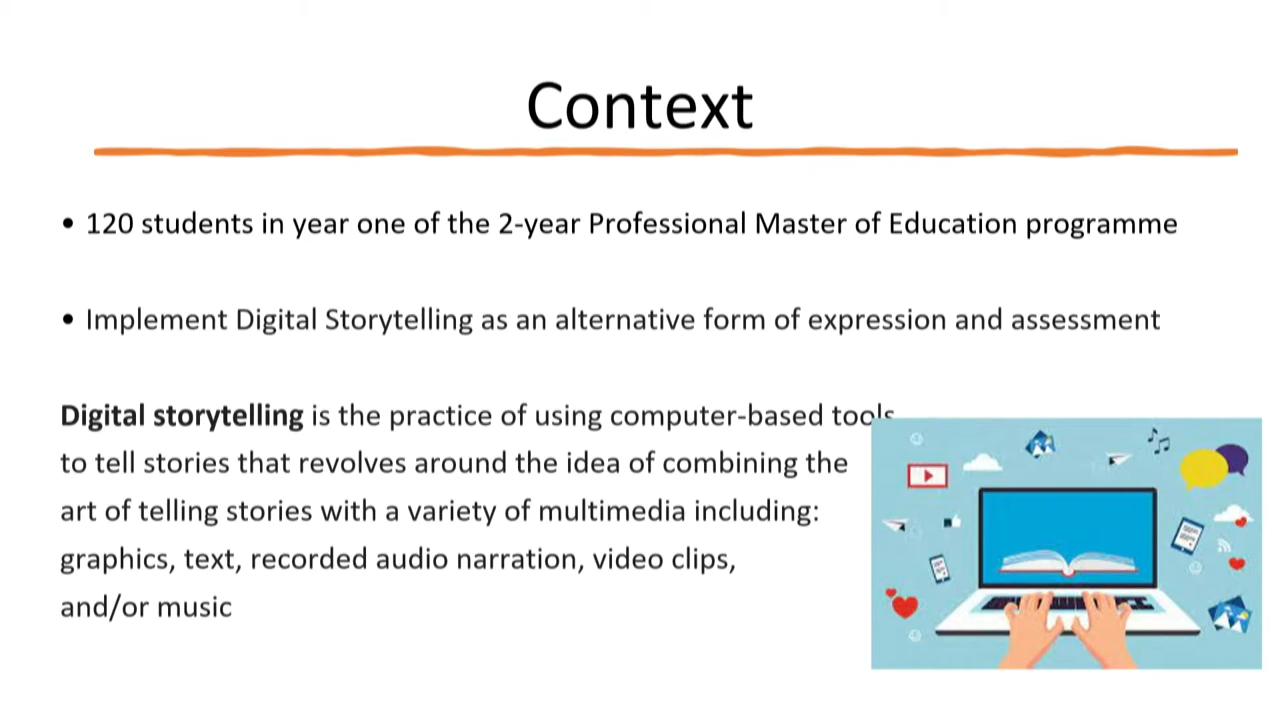 Context
• 120 students in year one of the 2-year Professional Master of Education programme
• Implement Digital Storytelling as an alternative form of expression and assessment
Digital storytelling is the practice of using computer-based tools
to tell stories that revolves around the idea of combining the
art of telling stories with a variety of multimedia including:
graphics, text, recorded audio narration, video clips,
and/or music